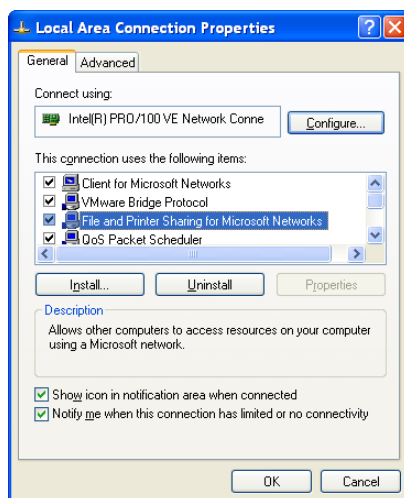 Local Area Connection Properties
General Advanced
Connect using:
Intel(R) PRO/100 VE Network Conne
Configure...
This connection uses the following items:
Client for Microsoft Networks
VMware Bridge Protocol
File and Printer Sharing for Microsoft Networks
QoS Packet Scheduler
Install... Uninstall Properties
Description
Allows other computers to access resources on your computer
using a Microsoft network.
Show icon in notification area when connected
Notify me when this connection has limited or no connectivity
OK Cancel